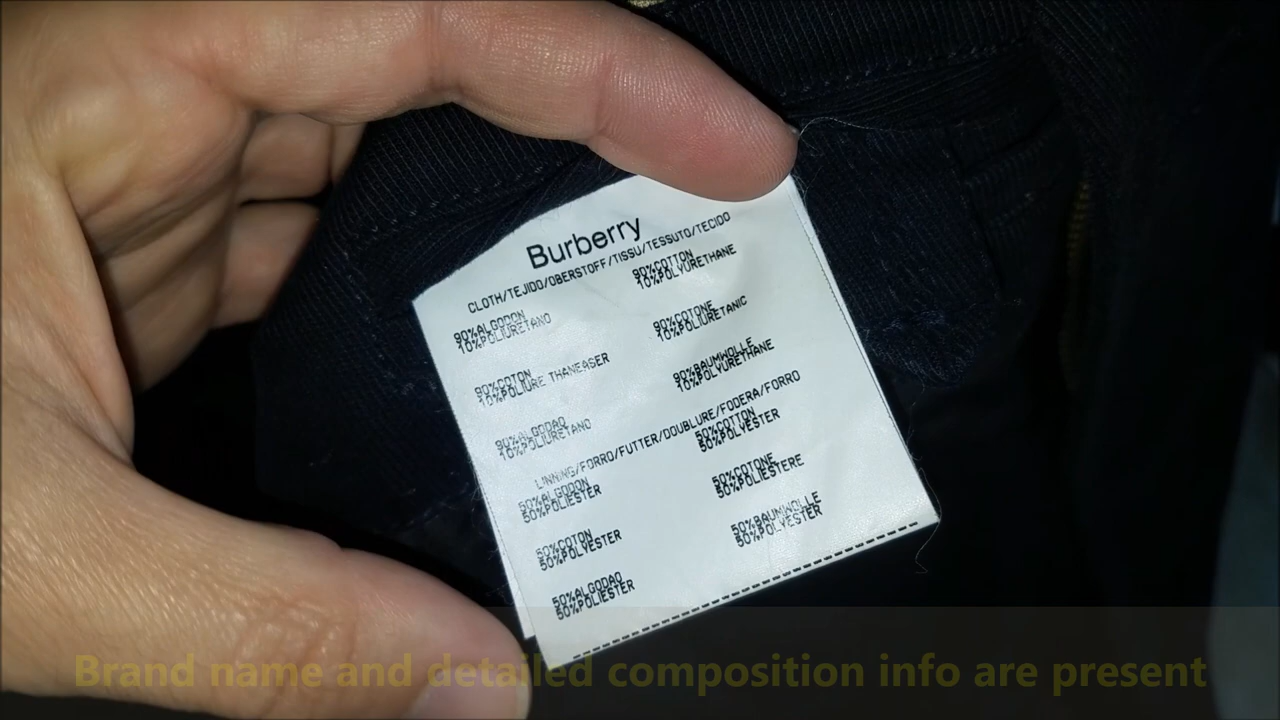 Burberry
CLOTH/TEJIDO/OBERSTOFF/TISSU/TESSUTO/TECIDO
90%ALGODON
10%POLIURETANO
90%COTTON
10%POLYURETHANE
90%COTON
10%POLIURE THANEASER
90%COTONE
10%POLIURETANIC
90%ALGODAO
10%POLIURETANO
90%BAUMWOLLE
10%POLYURETHANE
LINNING/FORRO/FUTTER/DOUBLURE/FODERA/FORRO
50%ALGODON
50%POLIESTER
50%COTTON
50%POLYESTER
50%COTON
50%POLYESTER
50%COTONE
50%POLIESTERE
50%ALGODAO
50%POLIESTER
50%BAUMWOLLE
50%POLYESTER
Brand name and detailed composition info are present